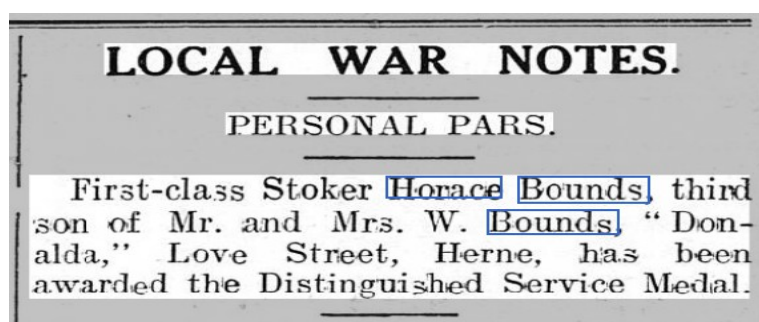 LOCAL WAR NOTES.
PERSONAL PARS.
First-class Stoker Horace Bounds, third
son of Mr. and Mrs. W. Bounds, "Don-
alda," Love Street, Herne, has been
awarded the Distinguished Service Medal.